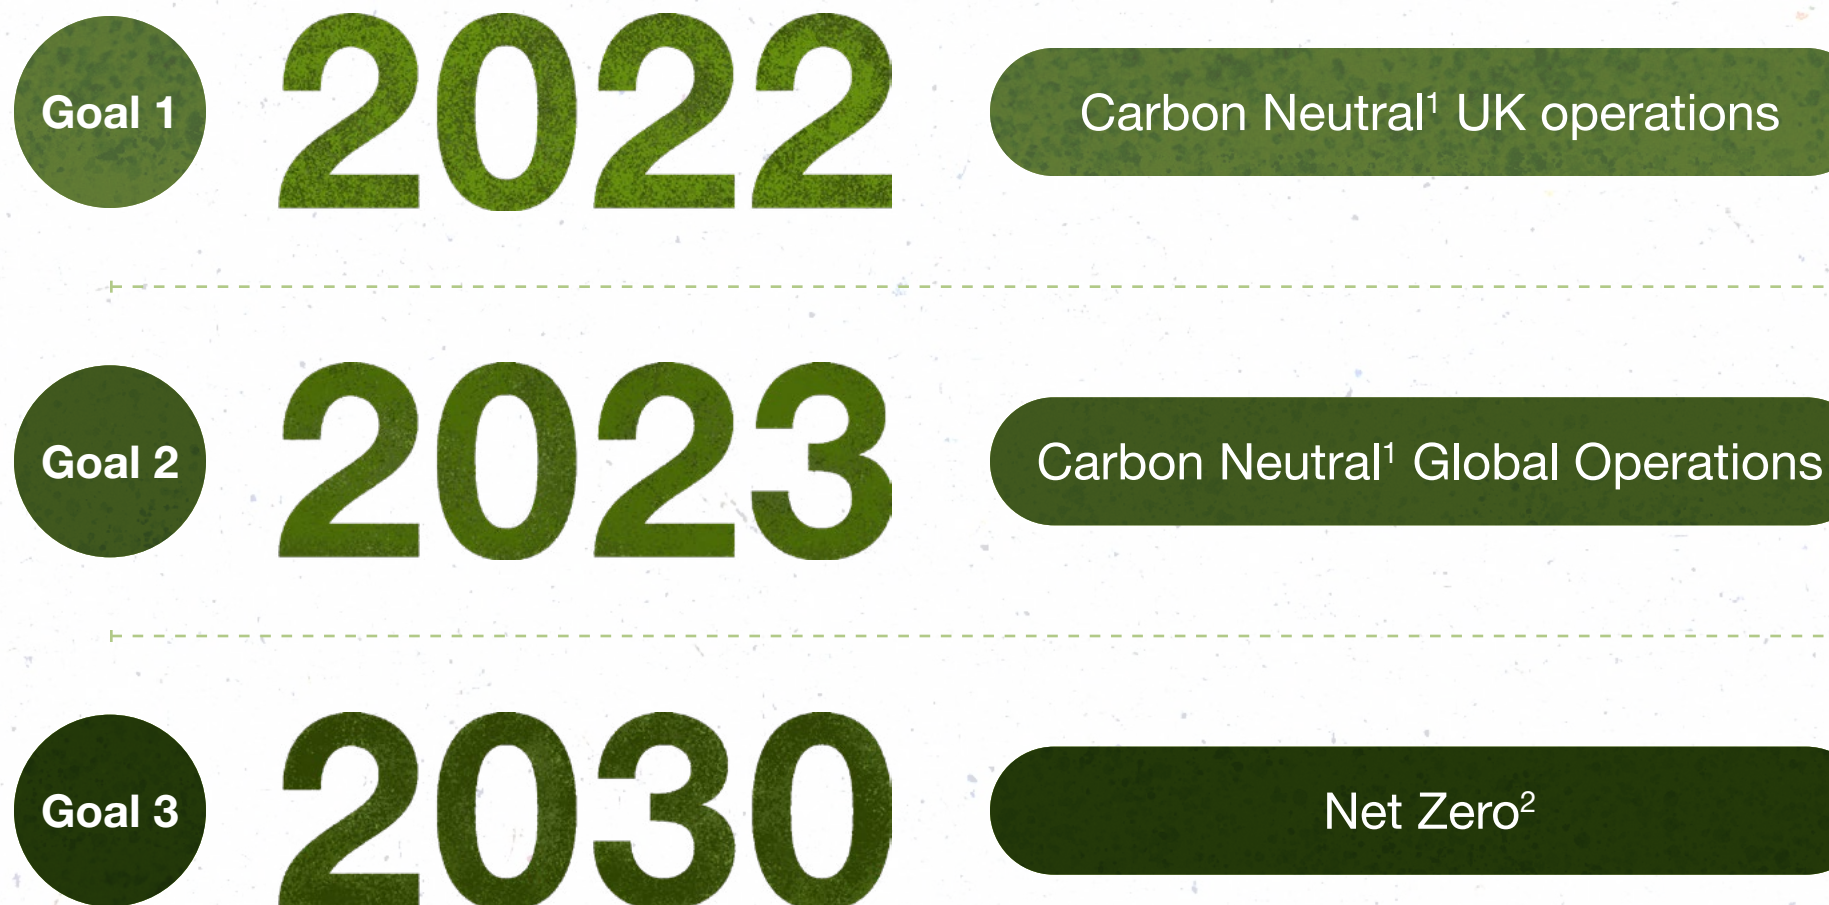 Goal 1
2022
Carbon Neutral¹ UK operations
Goal 2
2023
Carbon Neutral¹ Global Operations
Goal 3
2030
Net Zero²